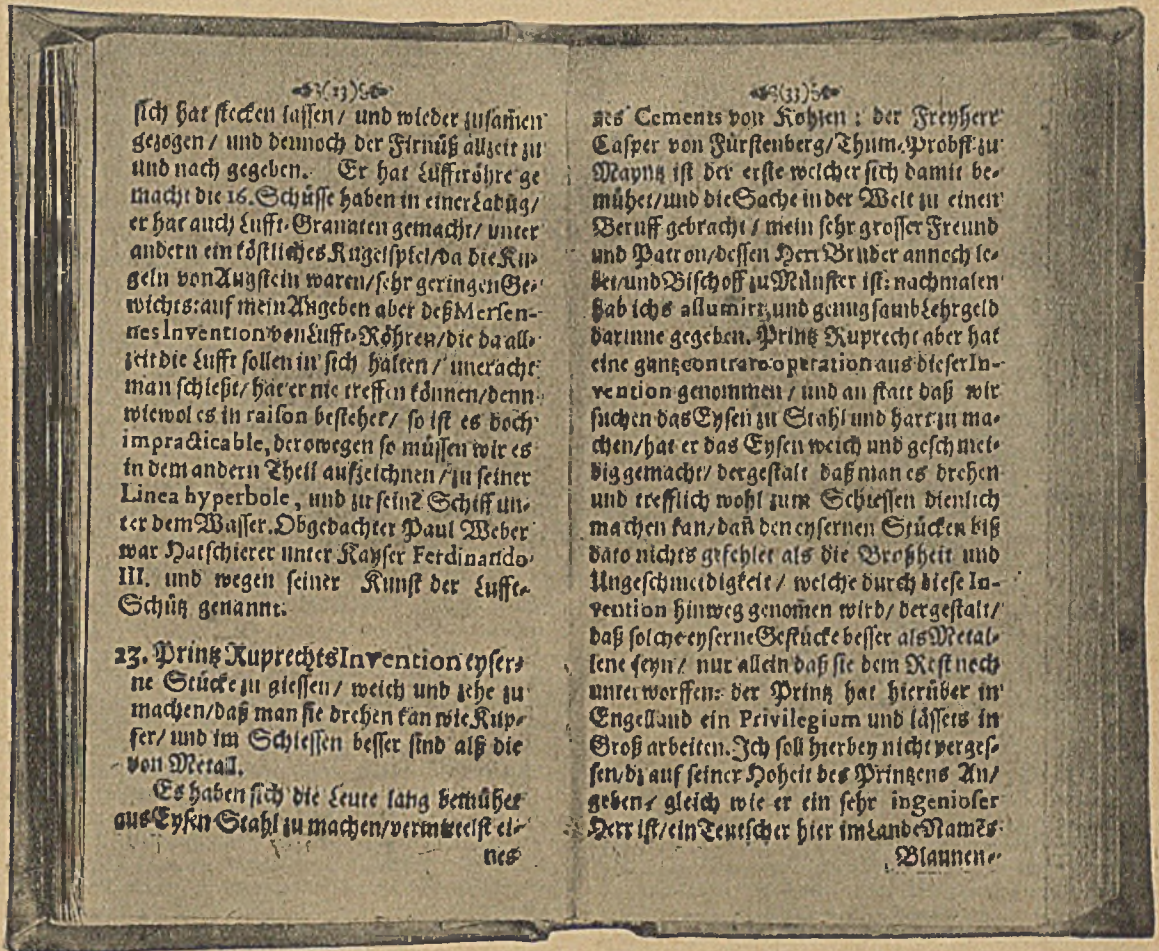 (23)
sich hat stecken lassen / und wieder zusam̃en
gezogen / und dennoch der Firnüß allzeit zu
und nach gegeben. Er hat Lufftröhre ge
macht die 16. Schüsse haben in einer Ladũg /
er hat auch Lufft-Granaten gemacht / unter
andern ein köstliches Kugelspiel / da die Ku-
geln von Augstein waren / sehr geringen Ge-
wichts: auf mein Angeben aber deß Mersen-
nes Invention von Lufft-Röhren / die da all-
zeit die Lufft sollen in sich halten / uneracht
man schießt / hat er nie treffen können / denn
wiewol es in raison bestehet / so ist es doch
impracticable, derowegen so müssen wir es
in dem andern Theil aufzeichnen / zu seiner
Linea hyperbole, und zu seinẽ Schiff un-
ter dem Wasser. Obgedachter Paul Weber
war Hatschierer unter Kayser Ferdinando
III. und wegen seiner Kunst der Lufft-
Schütz genannt.
23. Printz Ruprechts Invention eyser-
ne Stücke zu giessen / weich und zehe zu
machen / daß man sie drehen kan wie Kup-
fer / und im Schiessen besser sind alß die
von Metall.
Es haben sich die Leute lang bemühet
aus Eysen Stahl zu machen / vermittelst ei-
nes
(33)
nes Cements von Kohlen: der Freyherr
Casper von Fürstenberg / Thum-Probst zu
Mayntz ist der erste welcher sich damit be-
mühet / und die Sache in der Welt zu einen
Beruff gebracht / mein sehr grosser Freund
und Patron / dessen Herr Bruder annoch le-
bet / und Bischoff zu Münster ist: nachmalen
hab ichs assumirt, und genugsamb Lehrgeld
darinne gegeben. Printz Ruprecht aber hat
eine gantz contrare operation aus dieser In-
vention genommen / und an statt daß wir
suchen das Eysen zu Stahl und hart zu ma-
chen / hat er das Eysen weich und geschmei-
dig gemacht / dergestalt daß man es drehen
und trefflich wohl zum Schiessen dienlich
machen kan / dañ den eysernen Stücken biß
dato nichts gefehlet als die Großheit und
Ungeschmeidigkeit / welche durch diese In-
vention hinweg genom̃en wird / dergestalt /
daß solche eyserne Gestücke besser als Metal-
lene seyn / nur allein daß sie dem Rest noch
unterworffen: der Printz hat hierüber in
Engelland ein Privilegium und lässets in
Groß arbeiten. Ich soll hierbey nicht verges-
sen / dz auf seiner Hoheit des Printzens An /
geben / gleich wie er ein sehr ingenioser
Herr ist / ein Teutscher hier im Lande Namẽs
Blannen-